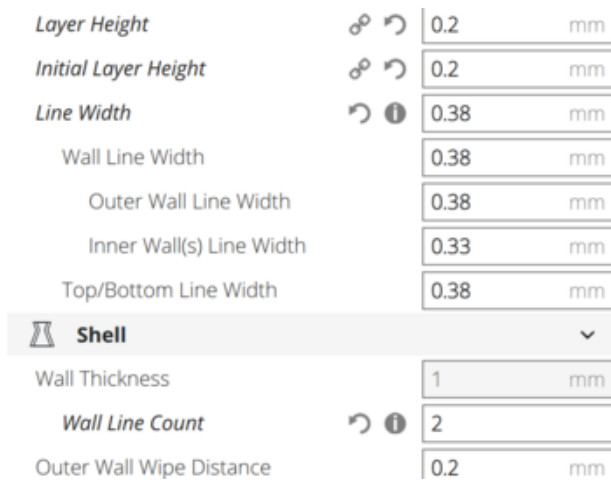 Layer Height 0.2 mm
Initial Layer Height 0.2 mm
Line Width 0.38 mm
Wall Line Width 0.38 mm
Outer Wall Line Width 0.38 mm
Inner Wall(s) Line Width 0.33 mm
Top/Bottom Line Width 0.38 mm
Shell
Wall Thickness 1 mm
Wall Line Count 2
Outer Wall Wipe Distance 0.2 mm